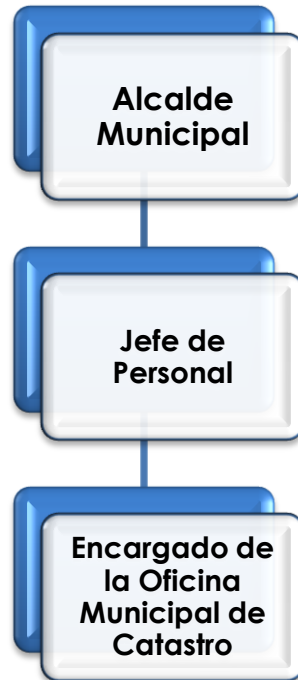 Alcalde
Municipal
Jefe de
Personal
Encargado de
la Oficina
Municipal de
Catastro